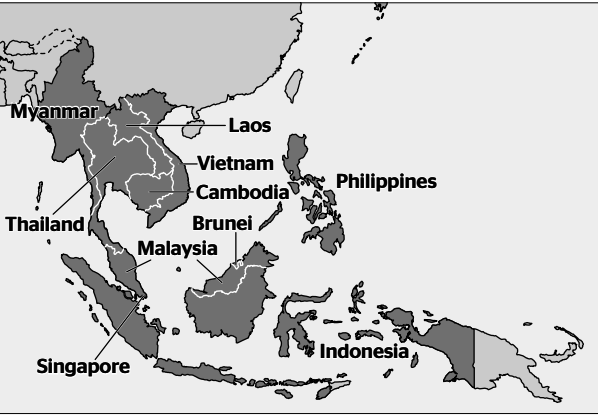 Myanmar
Laos
Vietnam
Philippines
Cambodia
Thailand
Brunei
Malaysia
Indonesia
Singapore